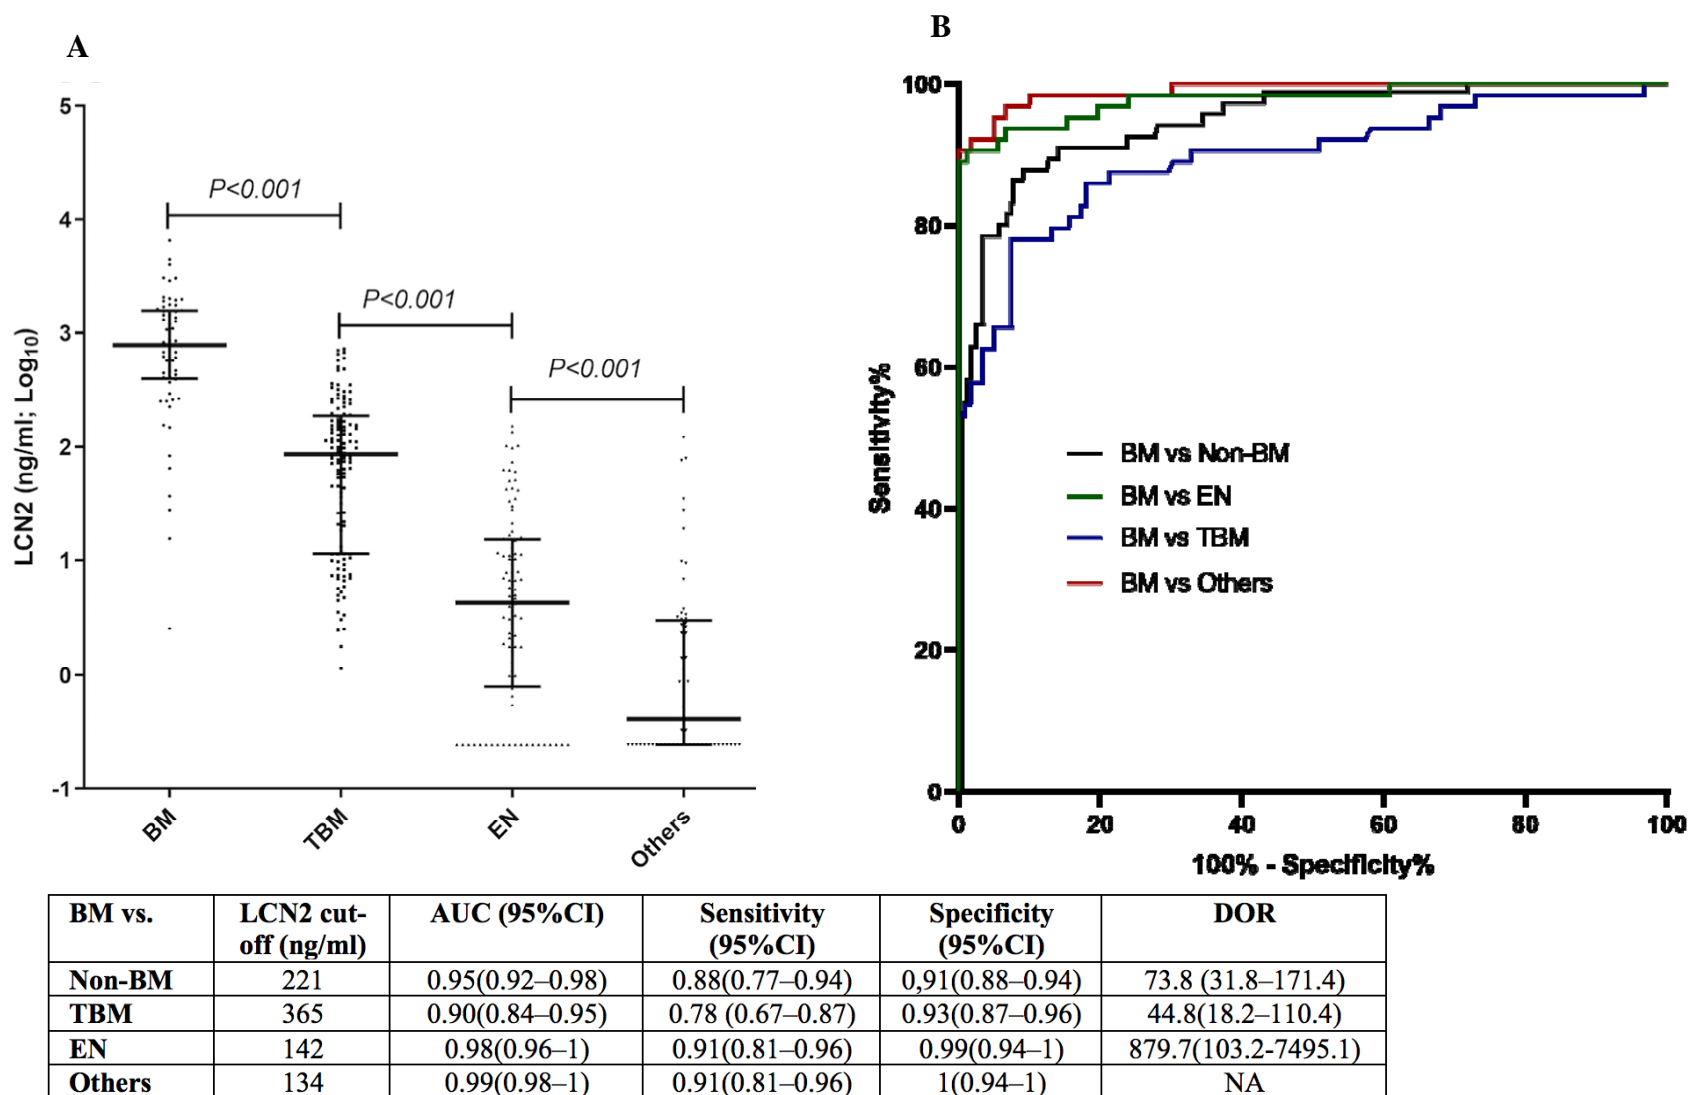 A
5
4
3
2
1
0
-1
LCN2 (ng/ml; Log10)
P<0.001
P<0.001
P<0.001
BM
TBM
EN
Others
B
100
80
60
40
20
0
Sensitivity%
BM vs Non-BM
BM vs EN
BM vs TBM
BM vs Others
0 20 40 60 80 100
100% - Specificity%
BM vs. LCN2 cut-off (ng/ml) AUC (95%CI) Sensitivity (95%CI) Specificity (95%CI) DOR
Non-BM 221 0.95(0.92–0.98) 0.88(0.77–0.94) 0,91(0.88–0.94) 73.8 (31.8–171.4)
TBM 365 0.90(0.84–0.95) 0.78 (0.67–0.87) 0.93(0.87–0.96) 44.8(18.2–110.4)
EN 142 0.98(0.96–1) 0.91(0.81–0.96) 0.99(0.94–1) 879.7(103.2-7495.1)
Others 134 0.99(0.98–1) 0.91(0.81–0.96) 1(0.94–1) NA